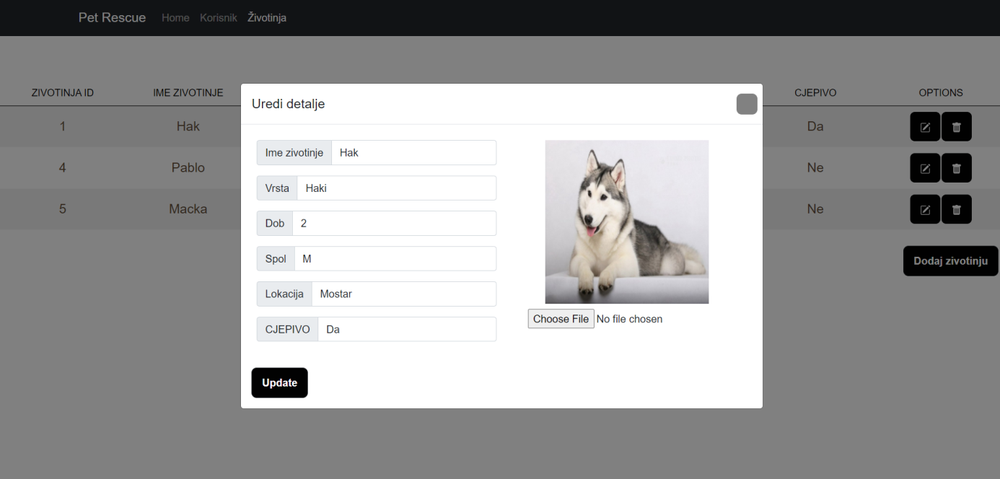 Pet Rescue Home Korisnik Životinja
ZIVOTINJA ID IME ZIVOTINJE CJEPIVO OPTIONS
1 Hak Da
4 Pablo Ne
5 Macka Ne
Dodaj zivotinju
Uredi detalje
Ime zivotinje Hak
Vrsta Haki
Dob 2
Spol M
Lokacija Mostar
CJEPIVO Da
Choose File No file chosen
Update